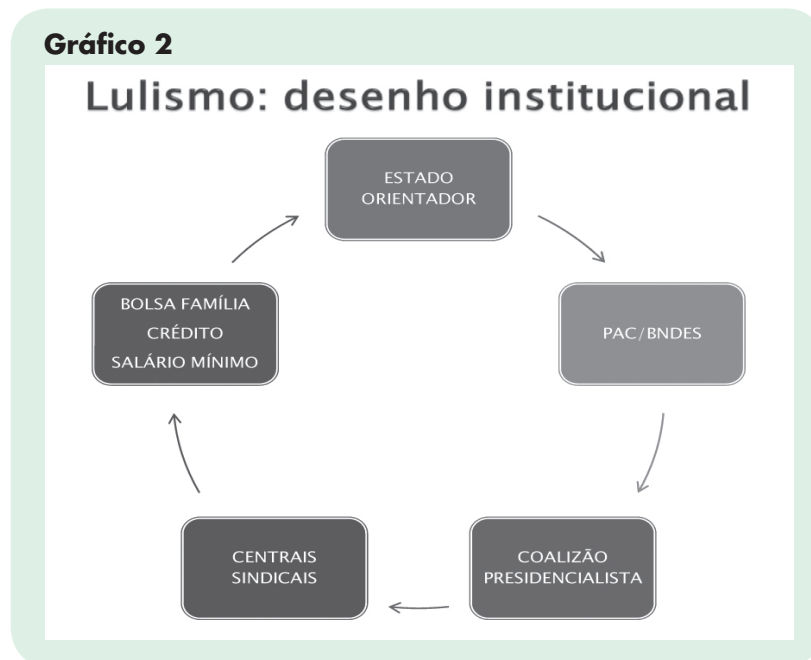 Gráfico 2
Lulismo: desenho institucional
ESTADO
ORIENTADOR
PAC/BNDES
COALIZÃO
PRESIDENCIALISTA
CENTRAIS
SINDICAIS
BOLSA FAMÍLIA
CRÉDITO
SALÁRIO MÍNIMO